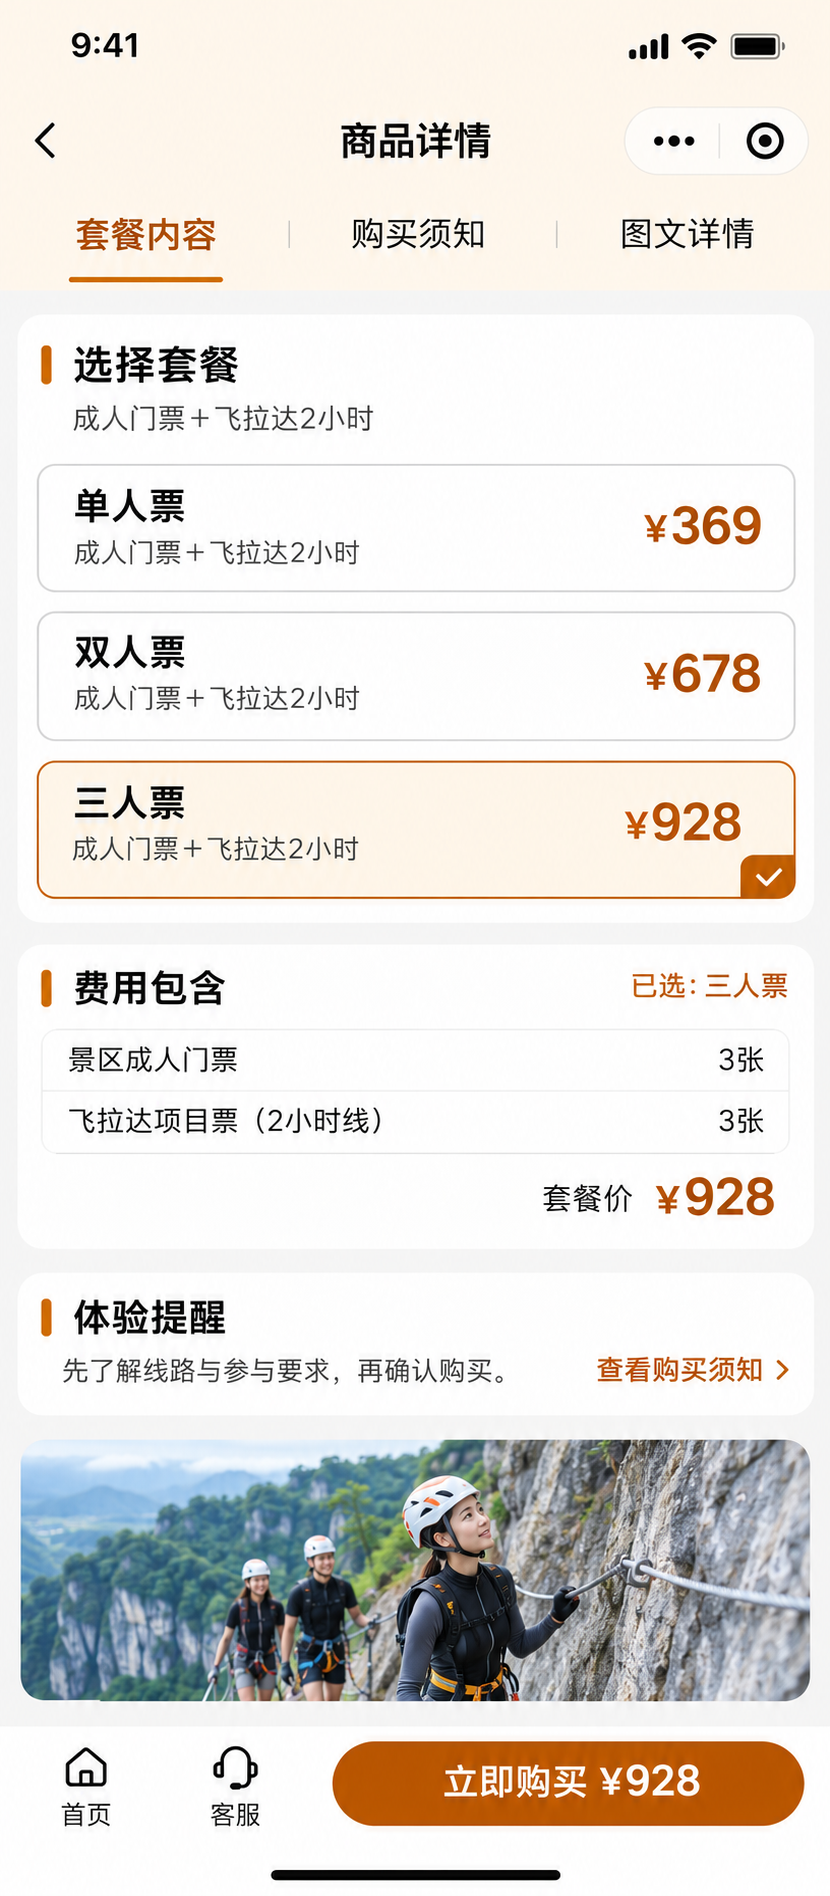 9:41
商品详情
套餐内容
购买须知
图文详情
选择套餐
成人门票+飞拉达2小时
单人票
成人门票+飞拉达2小时
¥369
双人票
成人门票+飞拉达2小时
¥678
三人票
成人门票+飞拉达2小时
¥928
费用包含
已选：三人票
景区成人门票 3张
飞拉达项目票（2小时线） 3张
套餐价 ¥928
体验提醒
先了解线路与参与要求，再确认购买。
查看购买须知
首页
客服
立即购买 ¥928